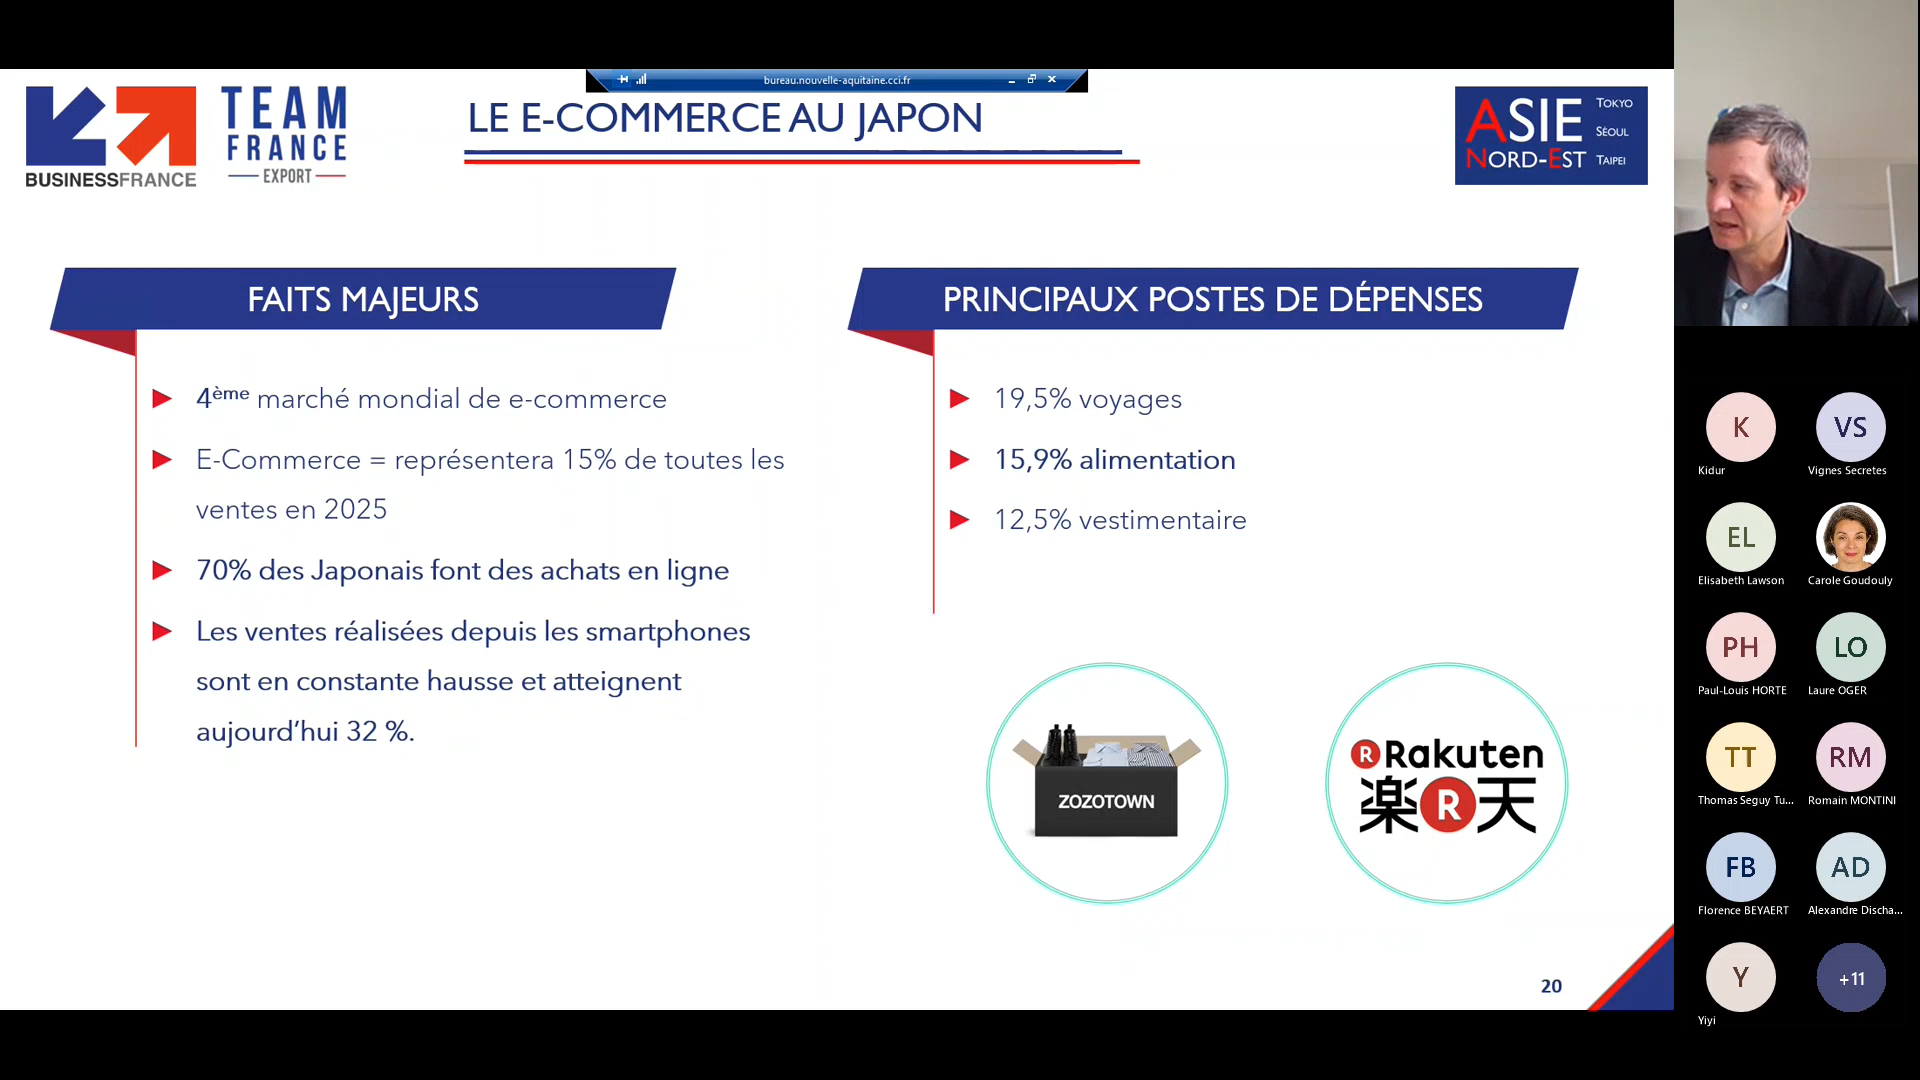 bureau.nouvelle-aquitaine.cci.fr
BUSINESSFRANCE
TEAM
FRANCE
EXPORT
LE E-COMMERCE AU JAPON
ASIE
NORD-EST
TOKYO
SÉOUL
TAIPEI
FAITS MAJEURS
4ème marché mondial de e-commerce
E-Commerce = représentera 15% de toutes les
ventes en 2025
70% des Japonais font des achats en ligne
Les ventes réalisées depuis les smartphones
sont en constante hausse et atteignent
aujourd’hui 32 %.
PRINCIPAUX POSTES DE DÉPENSES
19,5% voyages
15,9% alimentation
12,5% vestimentaire
ZOZOTOWN
R Rakuten
楽R天
20
K
Kidur
VS
Vignes Secretes
EL
Elisabeth Lawson
Carole Goudouly
PH
Paul-Louis HORTE
LO
Laure OGER
TT
Thomas Seguy Tu...
RM
Romain MONTINI
FB
Florence BEYAERT
AD
Alexandre Discha...
Y
Yiyi
+11